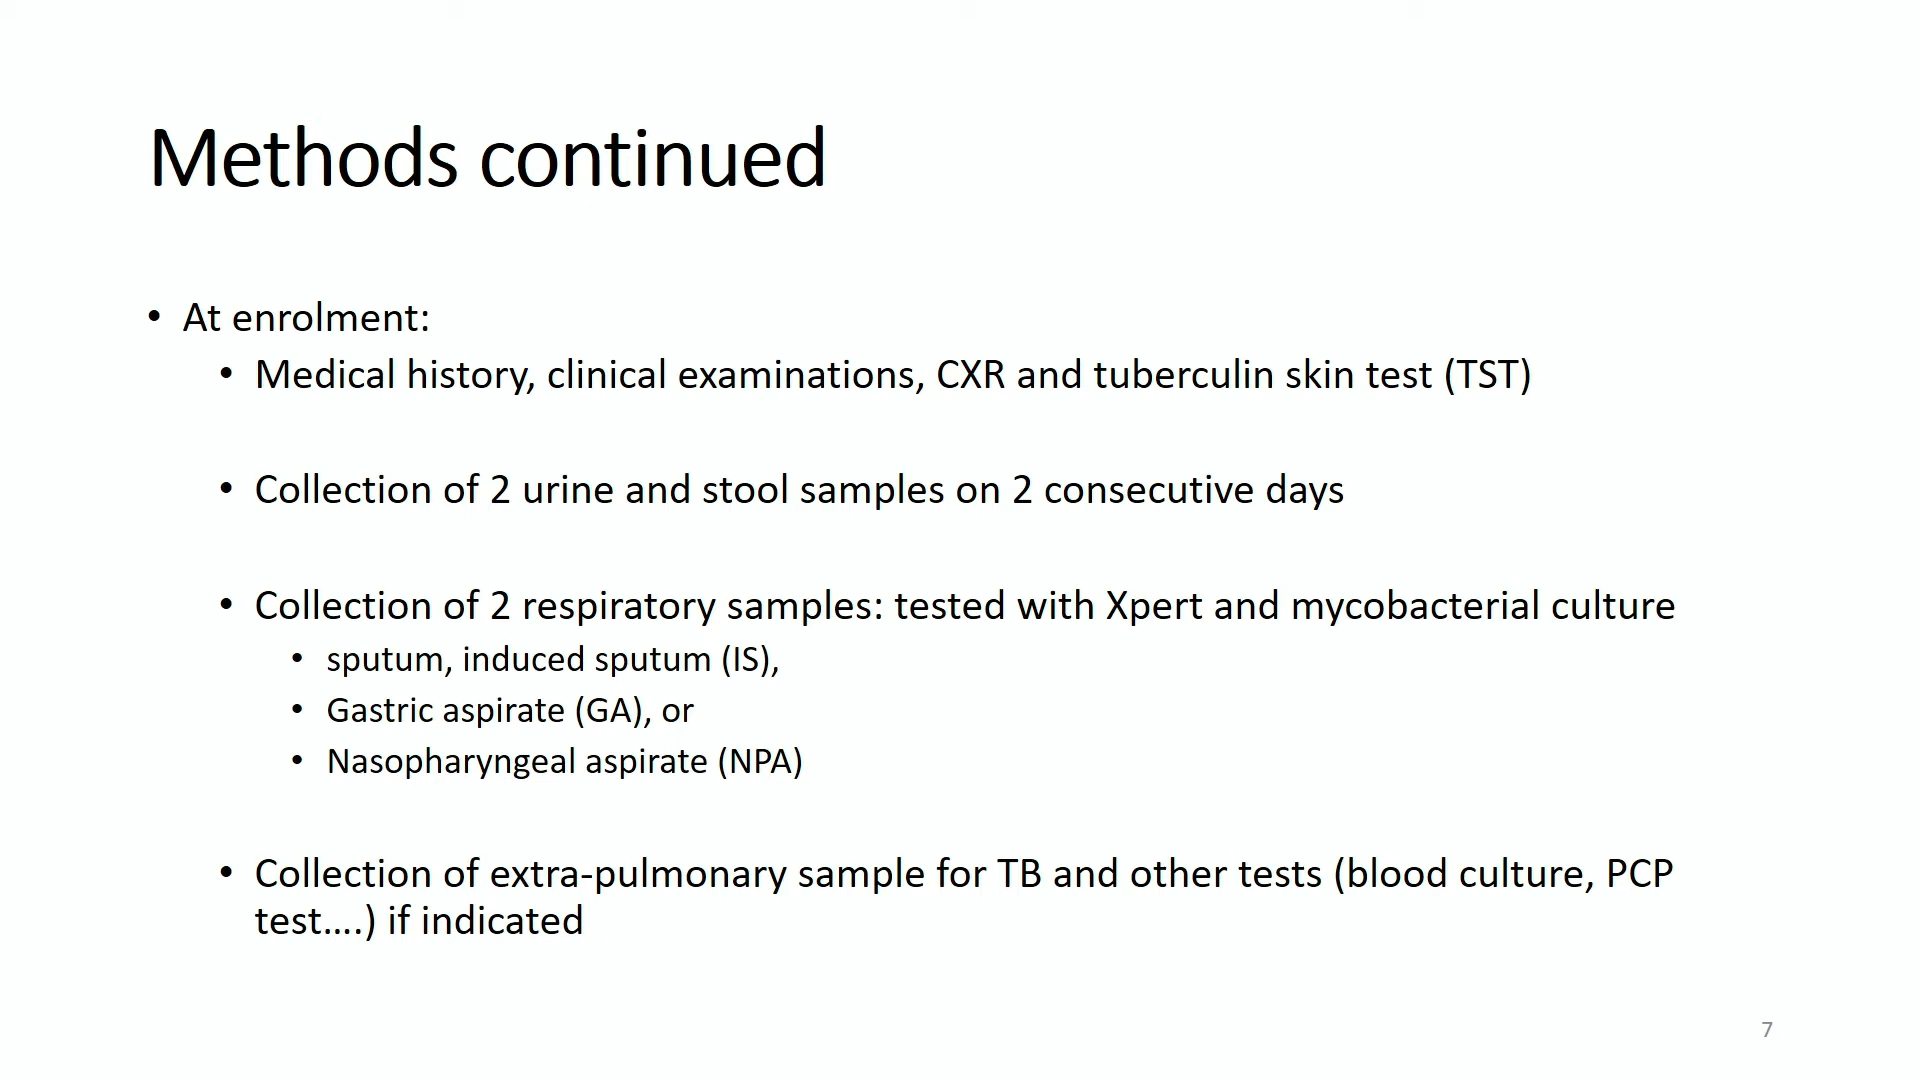 Methods continued
• At enrolment:
• Medical history, clinical examinations, CXR and tuberculin skin test (TST)
• Collection of 2 urine and stool samples on 2 consecutive days
• Collection of 2 respiratory samples: tested with Xpert and mycobacterial culture
• sputum, induced sputum (IS),
• Gastric aspirate (GA), or
• Nasopharyngeal aspirate (NPA)
• Collection of extra-pulmonary sample for TB and other tests (blood culture, PCP
test….) if indicated
7